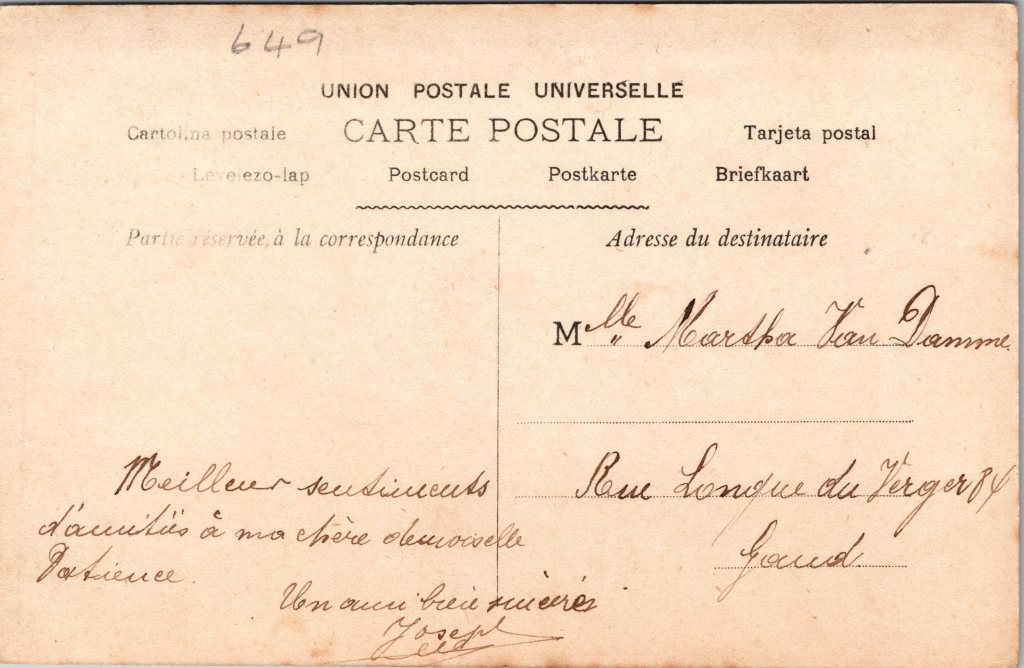 649
UNION POSTALE UNIVERSELLE
Cartolina postale CARTE POSTALE Tarjeta postal
Levelezo-lap Postcard Postkarte Briefkaart
Partie réservée à la correspondance
Adresse du destinataire
Mlle Martha Van Damme
Rue Longue du Verger 84
Gand.
Meilleur sentiments
d'amitiés à ma chère demoiselle
Patience.
Un ami bien sincère
Joseph